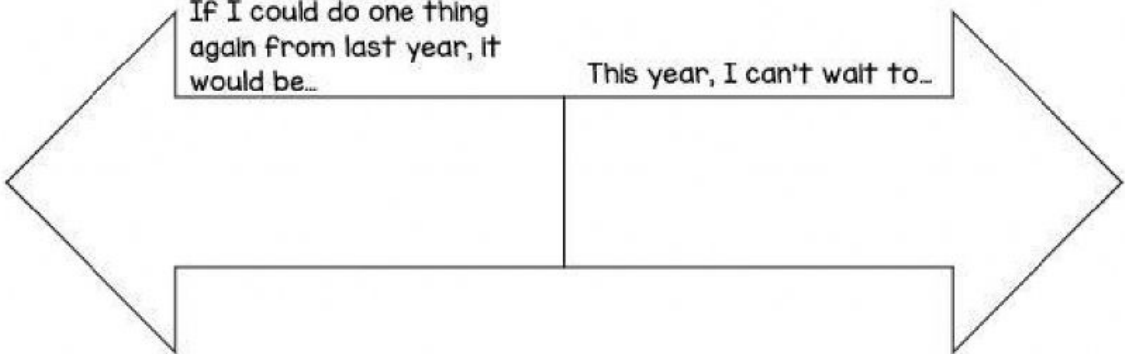 If I could do one thing
again from last year, it
would be...
This year, I can't wait to...